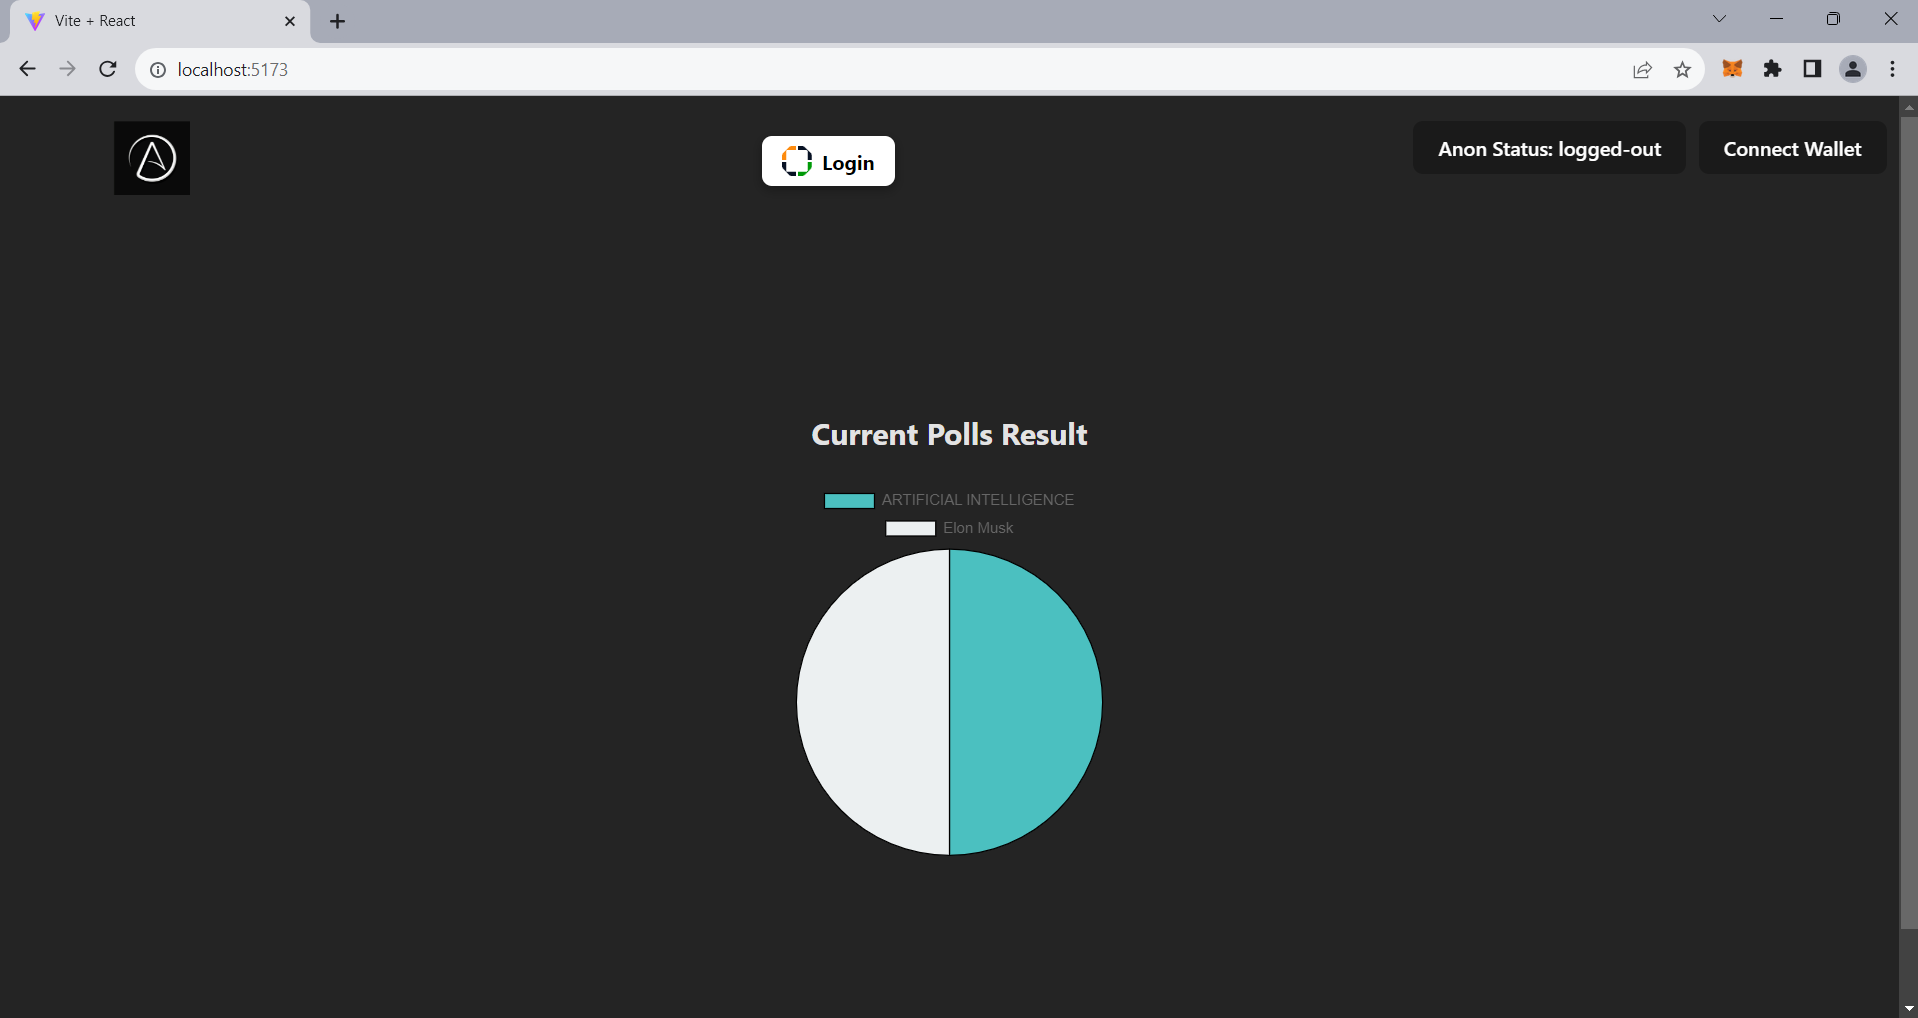 Vite + React
localhost:5173
Login
Anon Status: logged-out
Connect Wallet
Current Polls Result
ARTIFICIAL INTELLIGENCE
Elon Musk